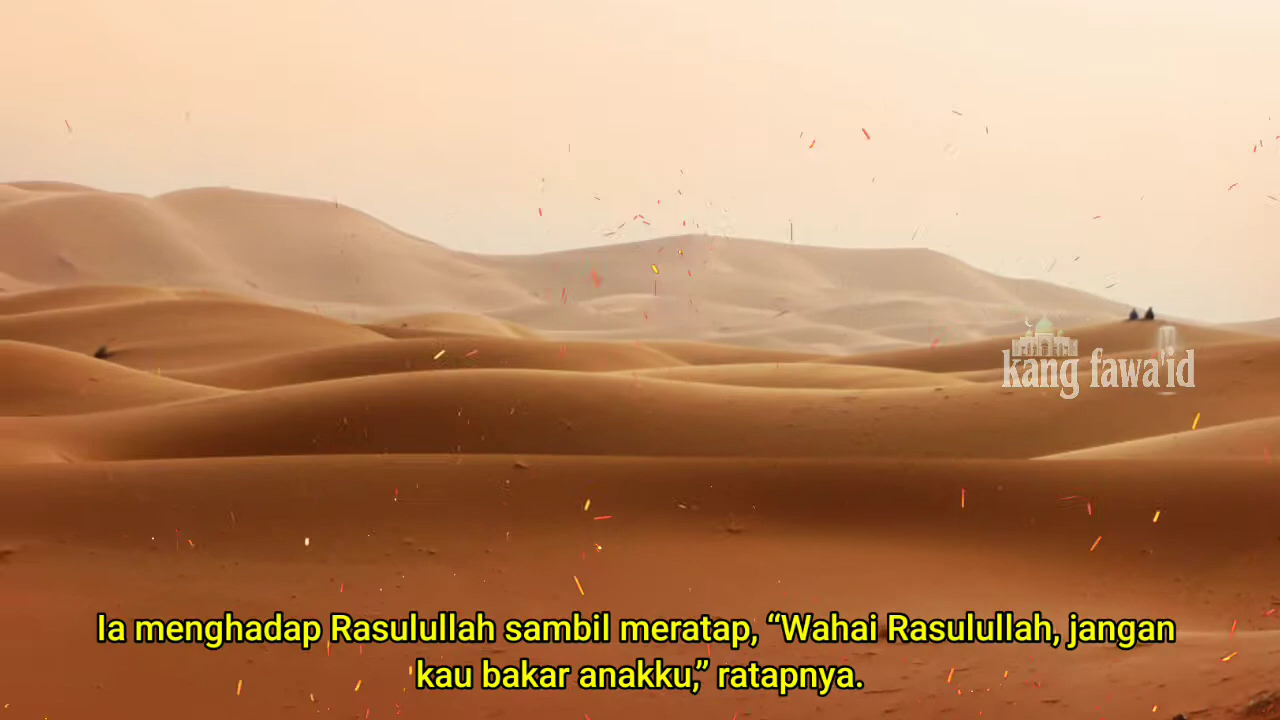 kang fawa'id
Ia menghadap Rasulullah sambil meratap, “Wahai Rasulullah, jangan
kau bakar anakku,” ratapnya.